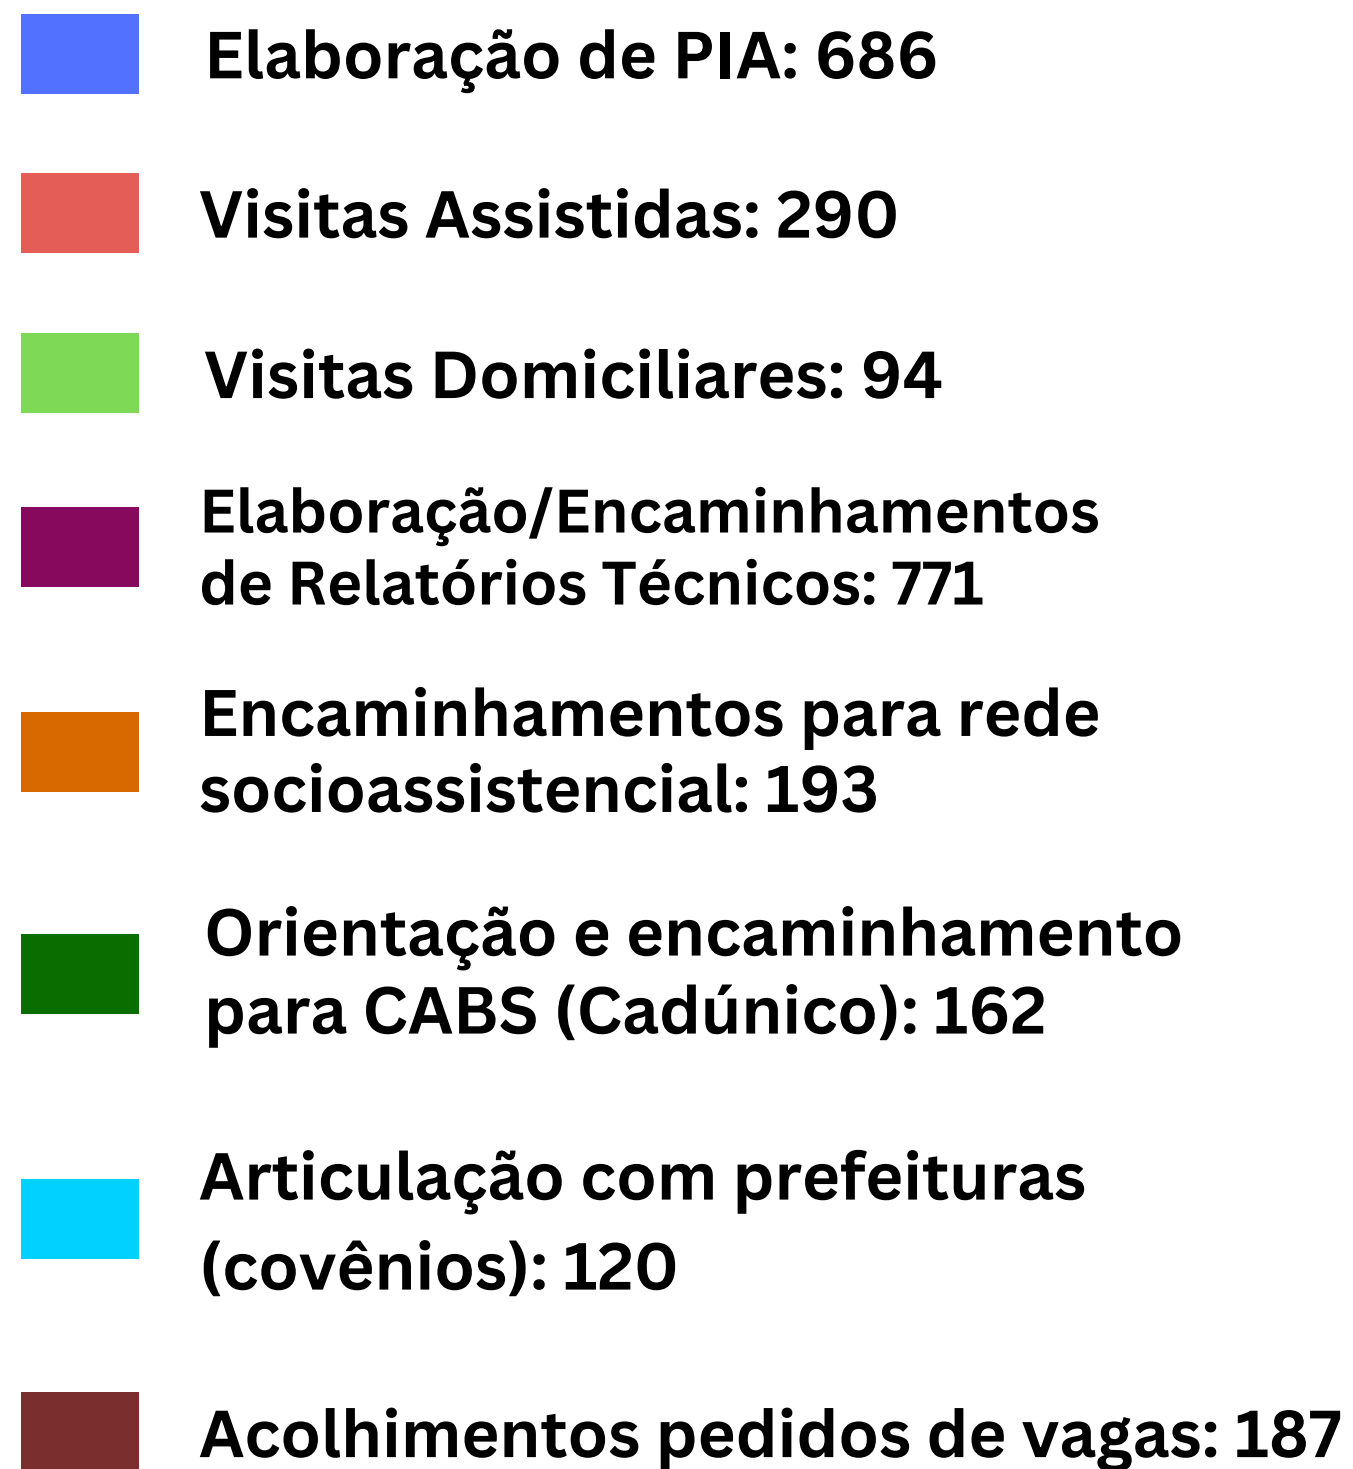 Elaboração de PIA: 686
Visitas Assistidas: 290
Visitas Domiciliares: 94
Elaboração/Encaminhamentos
de Relatórios Técnicos: 771
Encaminhamentos para rede
socioassistencial: 193
Orientação e encaminhamento
para CABS (Cadúnico): 162
Articulação com prefeituras
(covênios): 120
Acolhimentos pedidos de vagas: 187